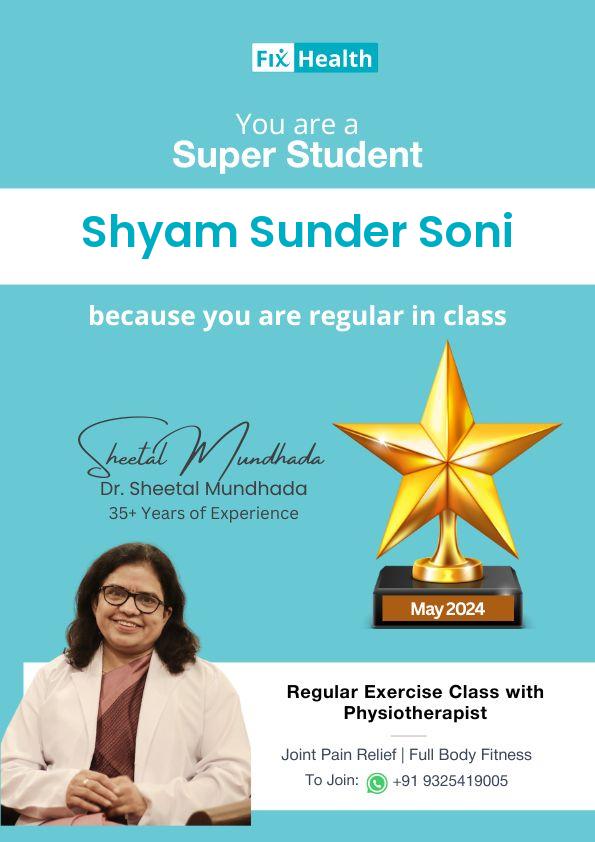 Fix Health
You are a
Super Student
Shyam Sunder Soni
because you are regular in class
Sheetal Mundhada
Dr. Sheetal Mundhada
35+ Years of Experience
May 2024
Regular Exercise Class with
Physiotherapist
Joint Pain Relief | Full Body Fitness
To Join: +91 9325419005